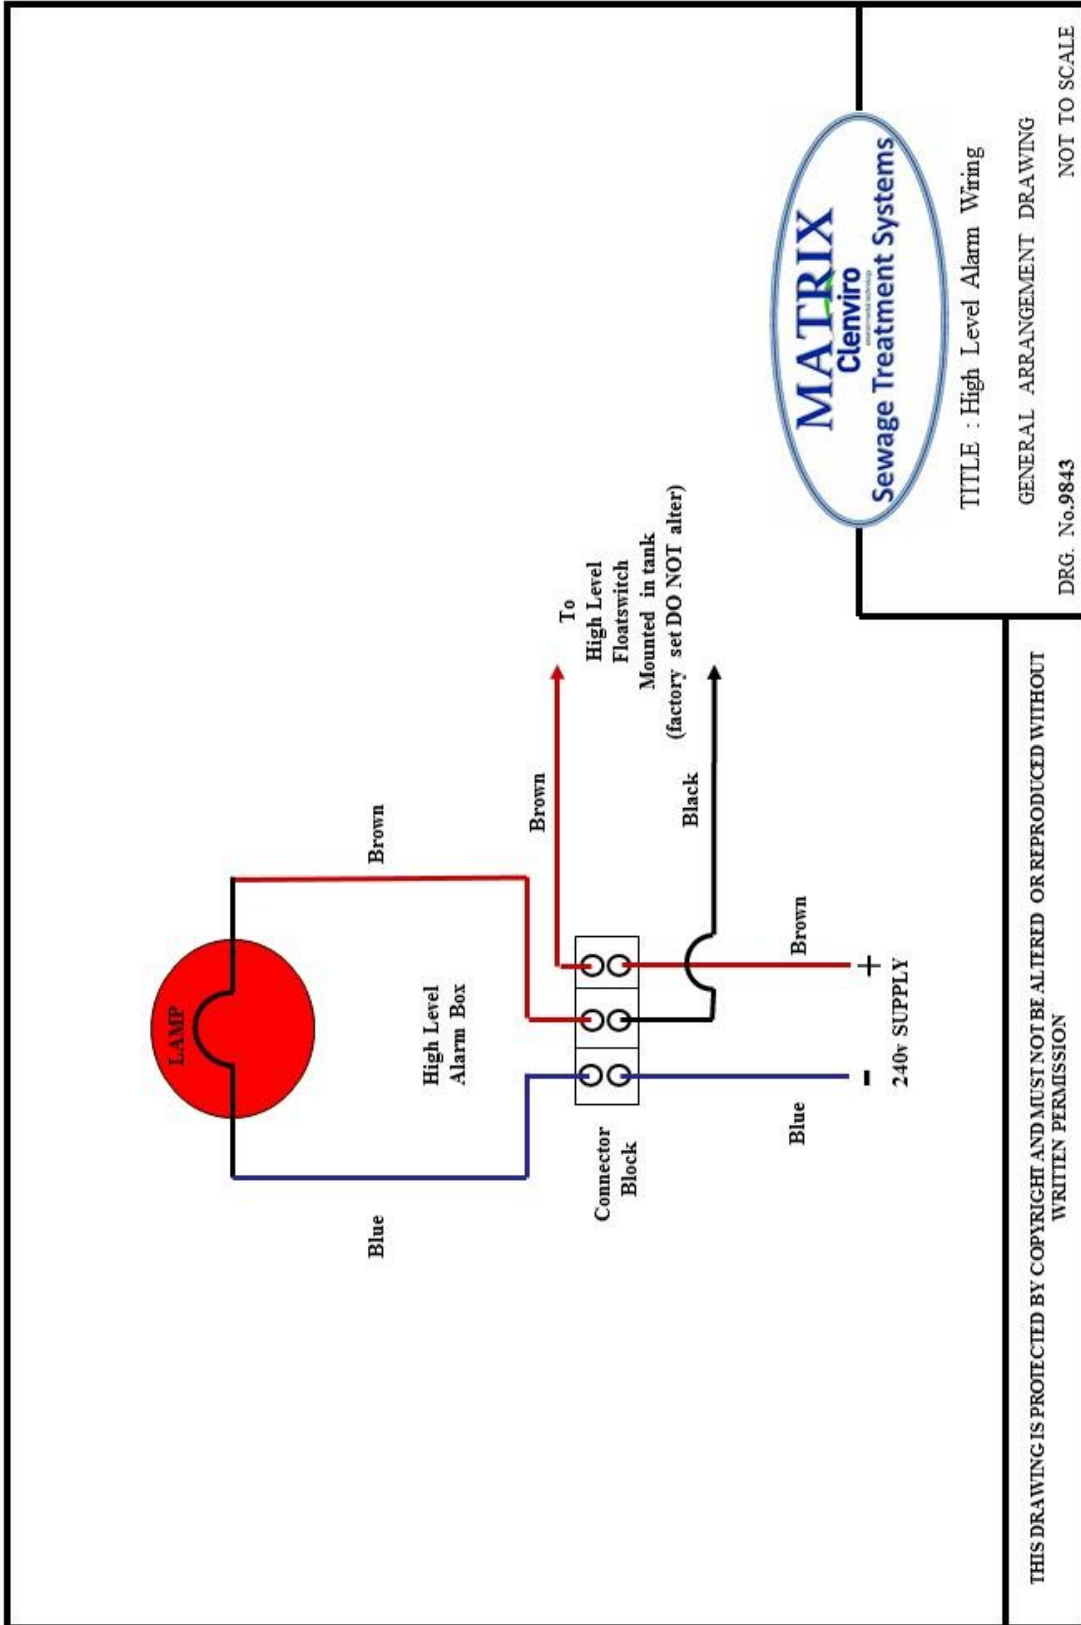 LAMP
Brown
Blue
High Level
Alarm Box
Brown
To
High Level
Floatswitch
Mounted in tank
(factory set DO NOT alter)
Connector
Block
Black
Blue
Brown
- +
240v SUPPLY
MATRIX
Clenviro
Sewage Treatment Systems
TITLE : High Level Alarm Wiring
GENERAL ARRANGEMENT DRAWING
DRG. No.9843 NOT TO SCALE
THIS DRAWING IS PROTECTED BY COPYRIGHT AND MUST NOT BE ALTERED OR REPRODUCED WITHOUT
WRITTEN PERMISSION